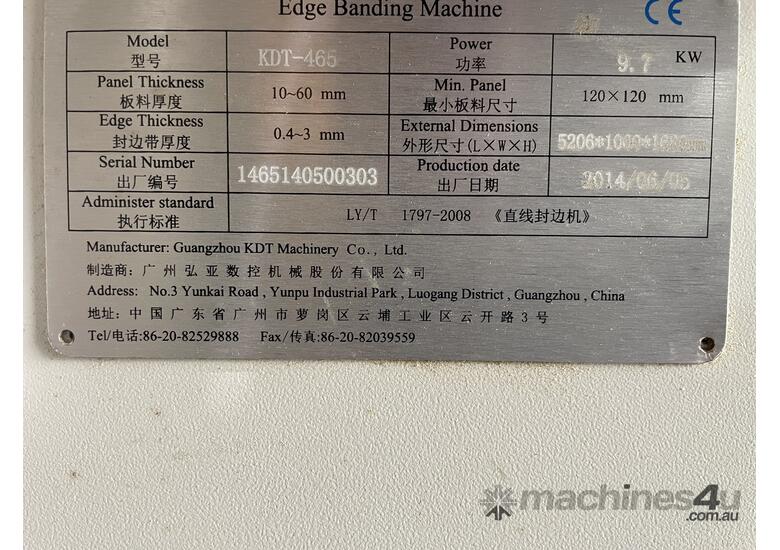 Edge Banding Machine CE
Model 型号 KDT-465 Power 功率 9.7 KW
Panel Thickness 板料厚度 10~60 mm Min. Panel 最小板料尺寸 120×120 mm
Edge Thickness 封边带厚度 0.4~3 mm External Dimensions 外形尺寸(L×W×H)
Serial Number 出厂编号 1465140500303 Production date 出厂日期 2014/06/05
Administer standard 执行标准 LY/T 1797-2008 《直线封边机》
Manufacturer: Guangzhou KDT Machinery Co., Ltd.
制造商: 广州弘亚数控机械股份有限公司
Address: No.3 Yunkai Road, Yunpu Industrial Park, Luogang District, Guangzhou, China
地址: 中国广东省广州市萝岗区云埔工业区云开路3号
Tel/电话:86-20-82529888 Fax/传真:86-20-82039559
machines4u
.com.au